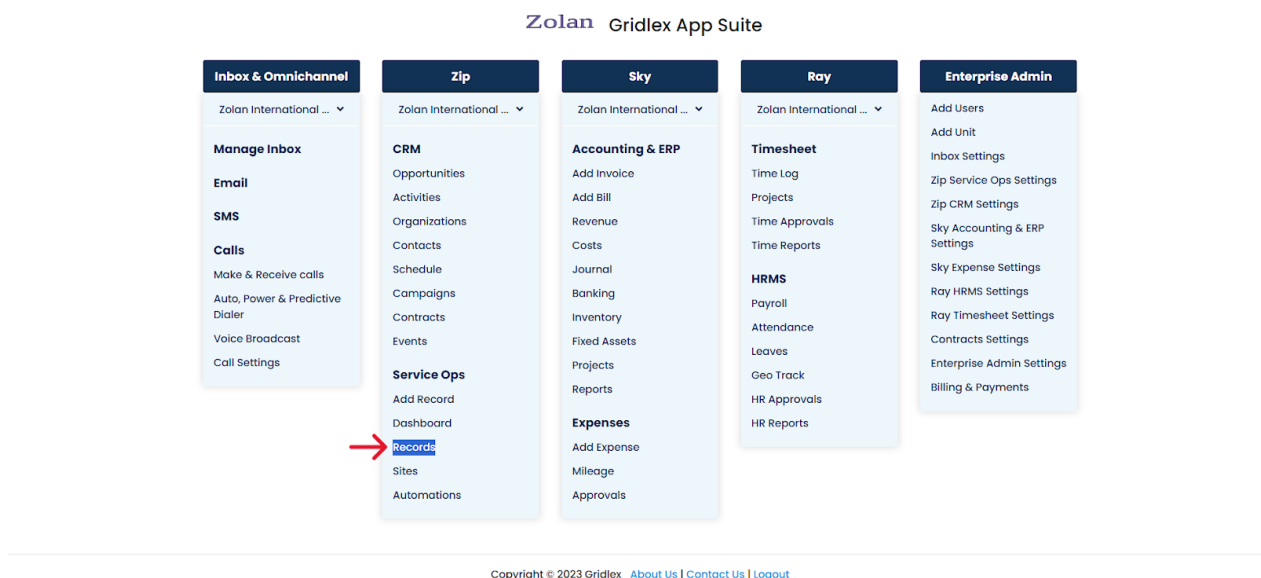 Zolan Gridlex App Suite
Inbox & Omnichannel
Zolan International ...
Manage Inbox
Email
SMS
Calls
Make & Receive calls
Auto, Power & Predictive
Dialer
Voice Broadcast
Call Settings
Zip
Zolan International ...
CRM
Opportunities
Activities
Organizations
Contacts
Schedule
Campaigns
Contracts
Events
Service Ops
Add Record
Dashboard
Records
Sites
Automations
Sky
Zolan International ...
Accounting & ERP
Add Invoice
Add Bill
Revenue
Costs
Journal
Banking
Inventory
Fixed Assets
Projects
Reports
Expenses
Add Expense
Mileage
Approvals
Ray
Zolan International ...
Timesheet
Time Log
Projects
Time Approvals
Time Reports
HRMS
Payroll
Attendance
Leaves
Geo Track
HR Approvals
HR Reports
Enterprise Admin
Add Users
Add Unit
Inbox Settings
Zip Service Ops Settings
Zip CRM Settings
Sky Accounting & ERP
Settings
Sky Expense Settings
Ray HRMS Settings
Ray Timesheet Settings
Contracts Settings
Enterprise Admin Settings
Billing & Payments
Copyright © 2023 Gridlex About Us | Contact Us | Logout